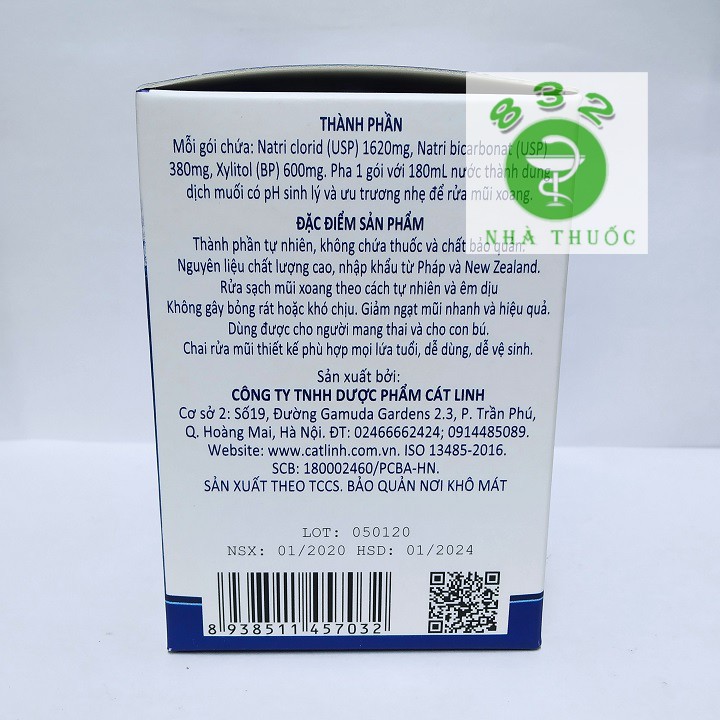 832
NHÀ THUỐC
THÀNH PHẦN
Mỗi gói chứa: Natri clorid (USP) 1620mg, Natri bicarbonat (USP)
380mg, Xylitol (BP) 600mg. Pha 1 gói với 180mL nước thành dung
dịch muối có pH sinh lý và ưu trương nhẹ để rửa mũi xoang.
ĐẶC ĐIỂM SẢN PHẨM
Thành phần tự nhiên, không chứa thuốc và chất bảo quản.
Nguyên liệu chất lượng cao, nhập khẩu từ Pháp và New Zealand.
Rửa sạch mũi xoang theo cách tự nhiên và êm dịu
Không gây bỏng rát hoặc khó chịu. Giảm ngạt mũi nhanh và hiệu quả.
Dùng được cho người mang thai và cho con bú.
Chai rửa mũi thiết kế phù hợp mọi lứa tuổi, dễ dùng, dễ vệ sinh.
Sản xuất bởi:
CÔNG TY TNHH DƯỢC PHẨM CÁT LINH
Cơ sở 2: Số19, Đường Gamuda Gardens 2.3, P. Trần Phú,
Q. Hoàng Mai, Hà Nội. ĐT: 02466662424; 0914485089.
Website: www.catlinh.com.vn. ISO 13485-2016.
SCB: 180002460/PCBA-HN.
SẢN XUẤT THEO TCCS. BẢO QUẢN NƠI KHÔ MÁT
LOT: 050120
NSX: 01/2020 HSD: 01/2024
8 938511 457032